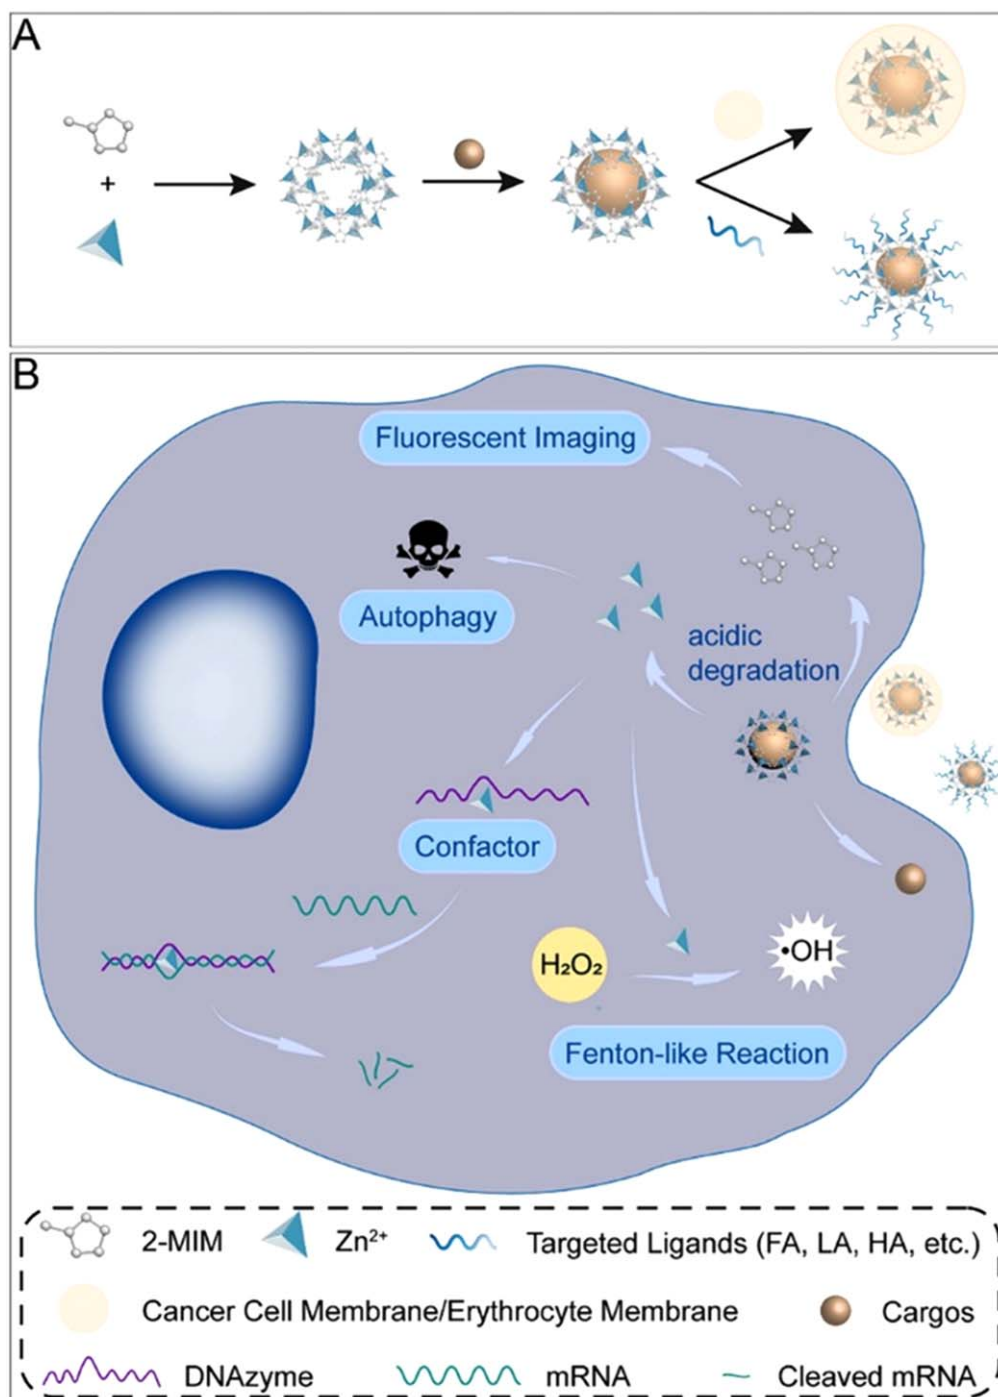 A
+
B
Fluorescent Imaging
Autophagy
acidic
degradation
Confactor
H₂O₂
•OH
Fenton-like Reaction
2-MIM
Zn²⁺
Targeted Ligands (FA, LA, HA, etc.)
Cancer Cell Membrane/Erythrocyte Membrane
Cargos
DNAzyme
mRNA
Cleaved mRNA